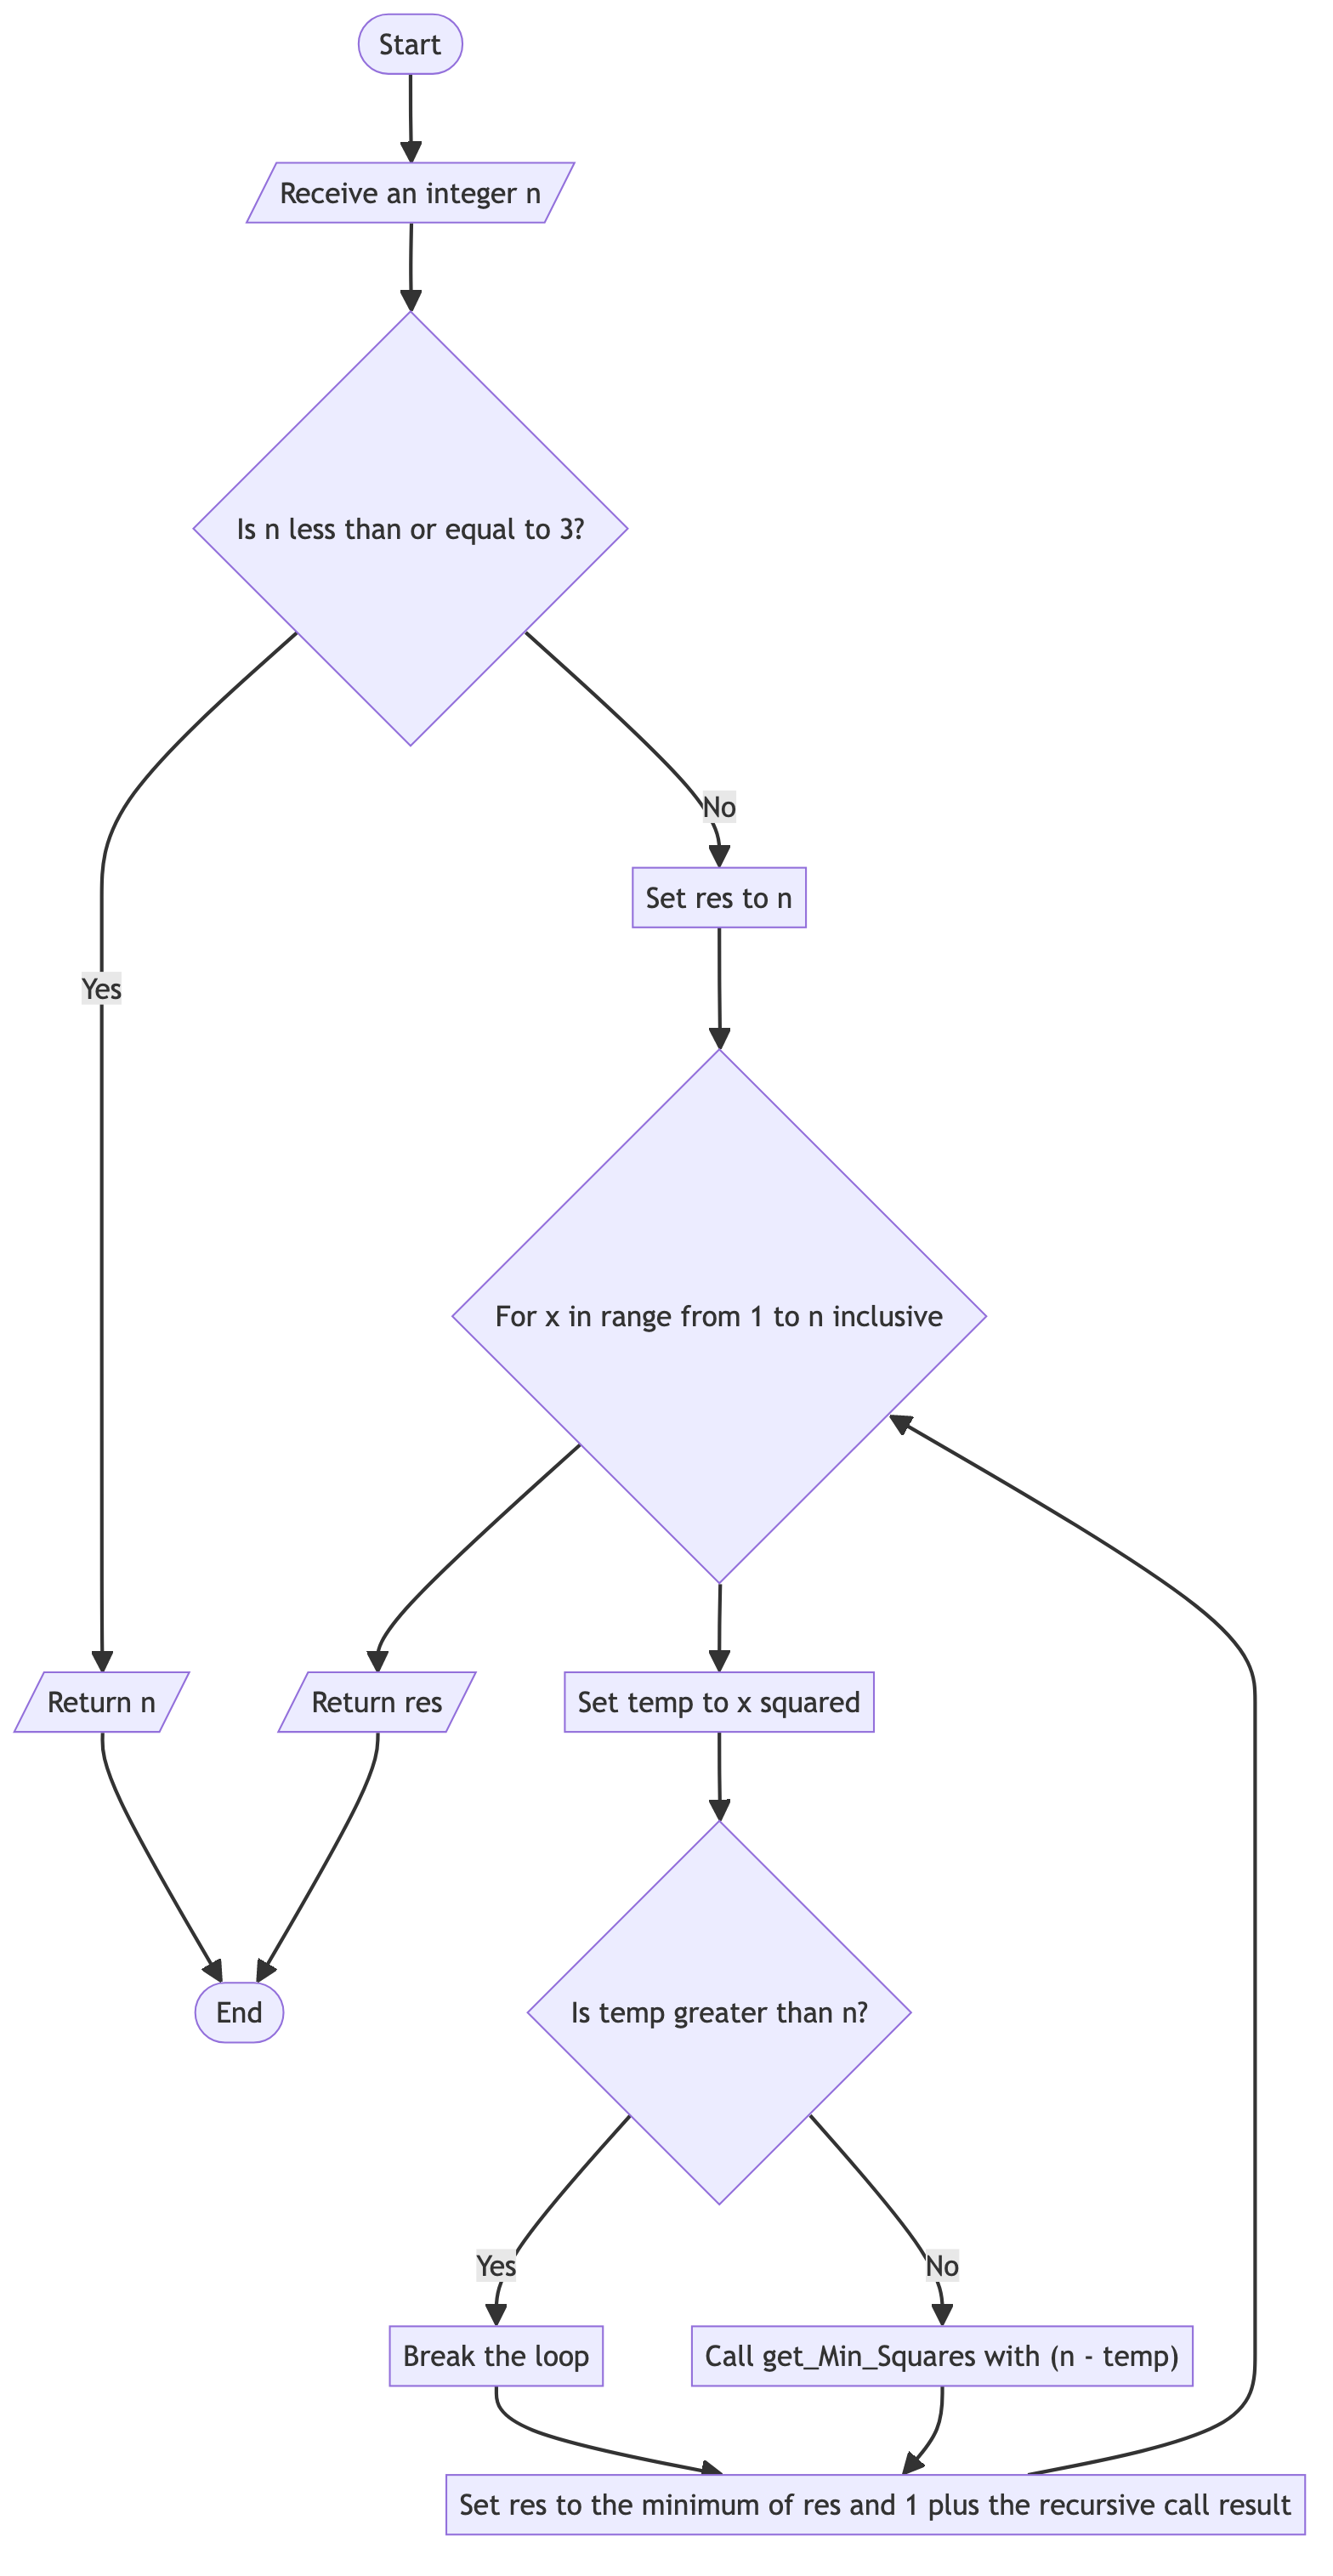 Start
Receive an integer n
Is n less than or equal to 3?
No
Set res to n
Yes
For x in range from 1 to n inclusive
Return n
Return res
Set temp to x squared
End
Is temp greater than n?
Yes
No
Break the loop
Call get_Min_Squares with (n - temp)
Set res to the minimum of res and 1 plus the recursive call result